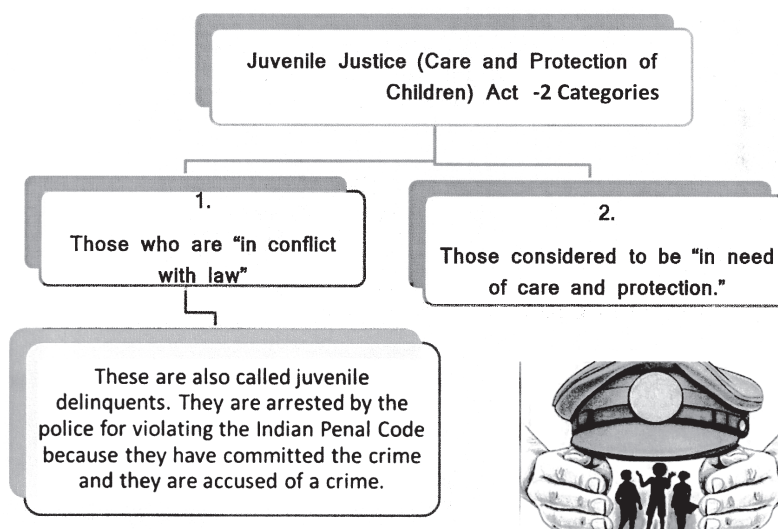 Juvenile Justice (Care and Protection of
Children) Act -2 Categories
1.
Those who are “in conflict
with law”
2.
Those considered to be “in need
of care and protection.”
These are also called juvenile
delinquents. They are arrested by the
police for violating the Indian Penal Code
because they have committed the crime
and they are accused of a crime.